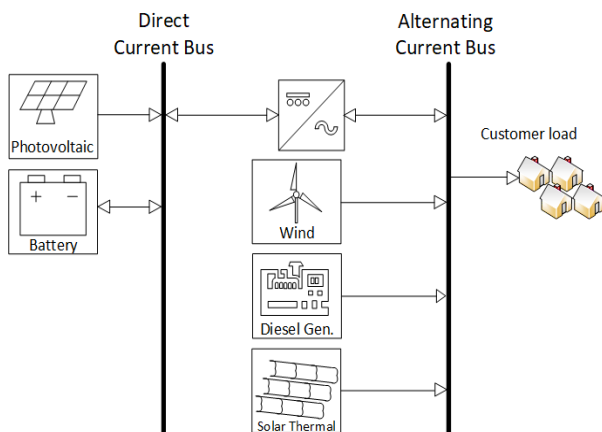 Direct
Current Bus
Alternating
Current Bus
Photovoltaic
Customer load
+ −
Battery
Wind
Diesel Gen.
Solar Thermal